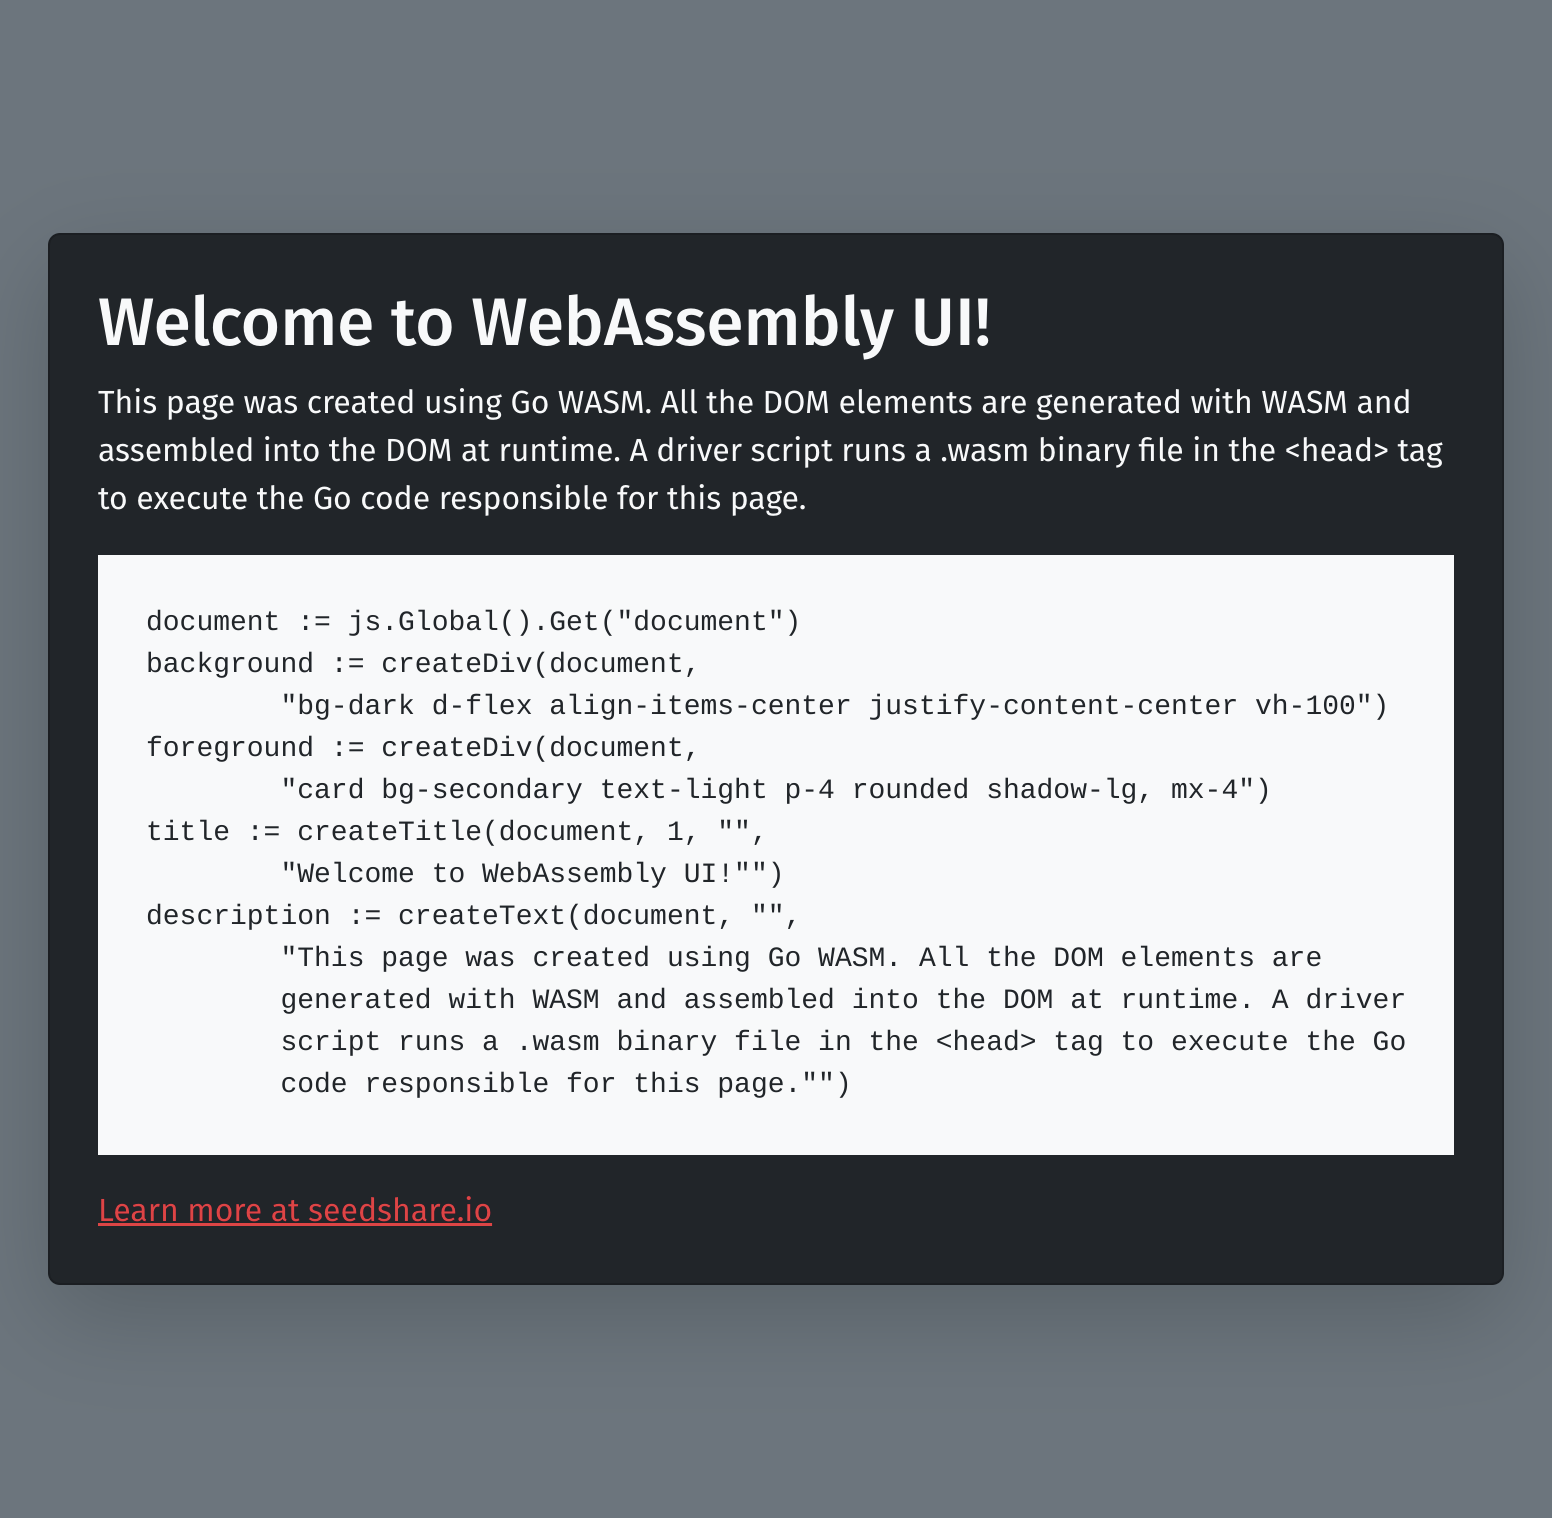 Welcome to WebAssembly UI!
This page was created using Go WASM. All the DOM elements are generated with WASM and
assembled into the DOM at runtime. A driver script runs a .wasm binary file in the <head> tag
to execute the Go code responsible for this page.
document := js.Global().Get("document")
background := createDiv(document,
        "bg-dark d-flex align-items-center justify-content-center vh-100")
foreground := createDiv(document,
        "card bg-secondary text-light p-4 rounded shadow-lg, mx-4")
title := createTitle(document, 1, "",
        "Welcome to WebAssembly UI!"")
description := createText(document, "",
        "This page was created using Go WASM. All the DOM elements are
        generated with WASM and assembled into the DOM at runtime. A driver
        script runs a .wasm binary file in the <head> tag to execute the Go
        code responsible for this page."")
Learn more at seedshare.io